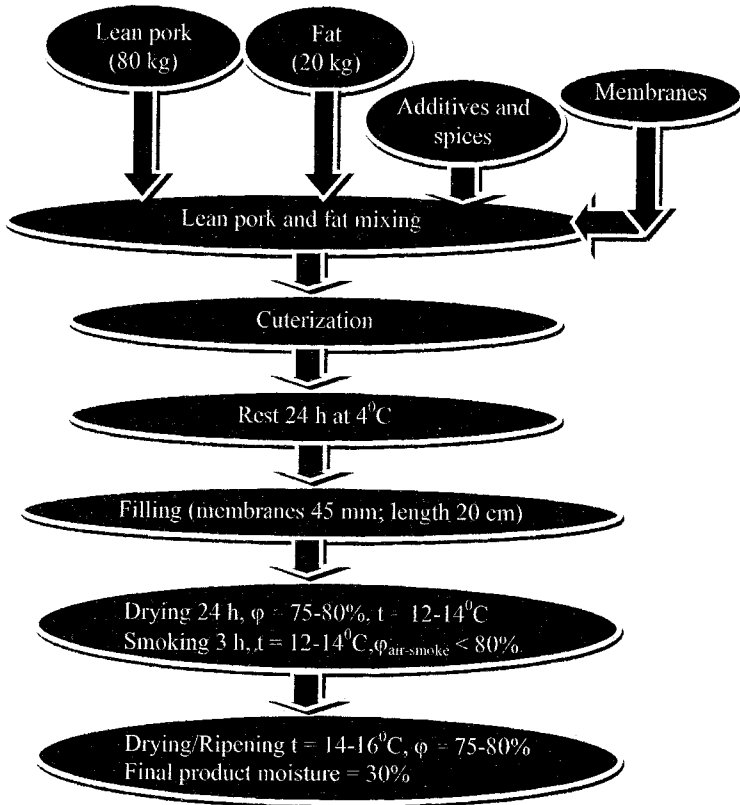 Lean pork
(80 kg)
Fat
(20 kg)
Additives and
spices
Membranes
Lean pork and fat mixing
Cuterization
Rest 24 h at 4⁰C
Filling (membranes 45 mm; length 20 cm)
Drying 24 h, φ = 75-80%, t = 12-14⁰C
Smoking 3 h, t = 12-14⁰C, φair-smoke < 80%.
Drying/Ripening t = 14-16⁰C, φ = 75-80%
Final product moisture = 30%